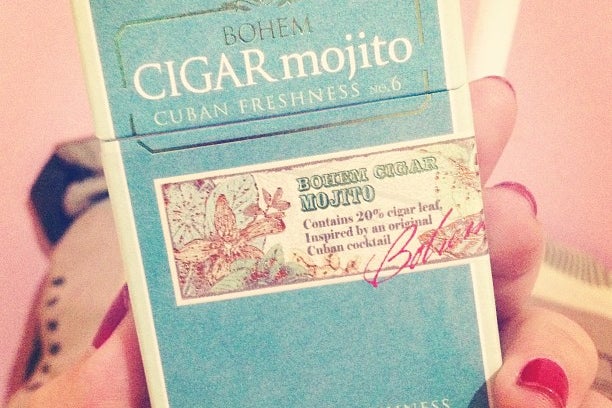 BOHEM
CIGAR mojito
CUBAN FRESHNESS NO.6
BOHEM CIGAR
MOJITO
Contains 20% cigar leaf,
Inspired by an original
Cuban cocktail
Bohem